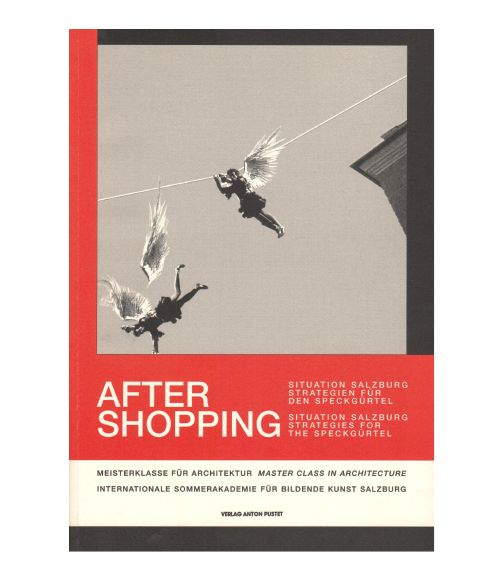 AFTER
SHOPPING
SITUATION SALZBURG
STRATEGIEN FÜR
DEN SPECKGÜRTEL
SITUATION SALZBURG
STRATEGIES FOR
THE SPECKGÜRTEL
MEISTERKLASSE FÜR ARCHITEKTUR MASTER CLASS IN ARCHITECTURE
INTERNATIONALE SOMMERAKADEMIE FÜR BILDENDE KUNST SALZBURG
VERLAG ANTON PUSTET